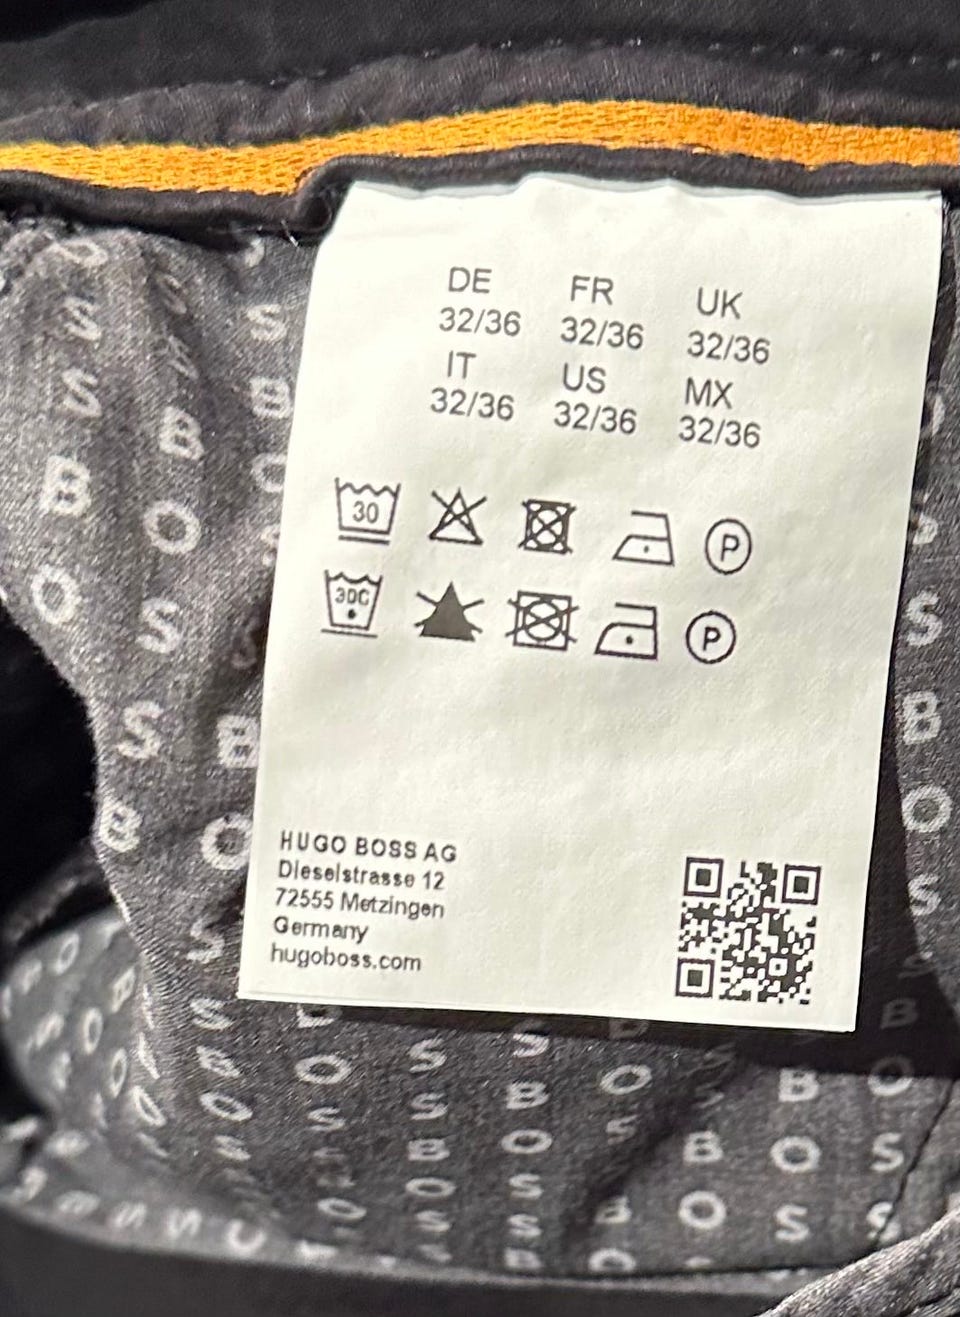 DE FR UK
32/36 32/36 32/36
IT US MX
32/36 32/36 32/36
30
30C
P
P
HUGO BOSS AG
Dieselstrasse 12
72555 Metzingen
Germany
hugoboss.com
BOSS